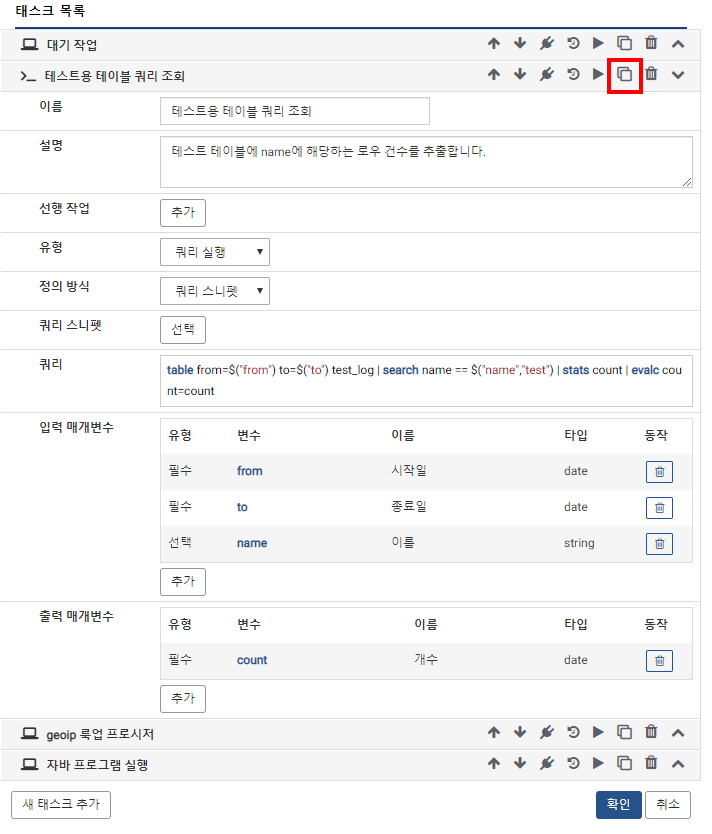 태스크 목록
대기 작업
테스트용 테이블 쿼리 조회
이름
테스트용 테이블 쿼리 조회
설명
테스트 테이블에 name에 해당하는 로우 건수를 추출합니다.
선행 작업
추가
유형
쿼리 실행
정의 방식
쿼리 스니펫
쿼리 스니펫
선택
쿼리
table from=$("from") to=$("to") test_log | search name == $("name","test") | stats count | evalc cou
nt=count
입력 매개변수
유형 변수 이름 타입 동작
필수 from 시작일 date
필수 to 종료일 date
선택 name 이름 string
추가
출력 매개변수
유형 변수 이름 타입 동작
필수 count 개수 date
추가
geoip 룩업 프로시저
자바 프로그램 실행
새 태스크 추가 확인 취소